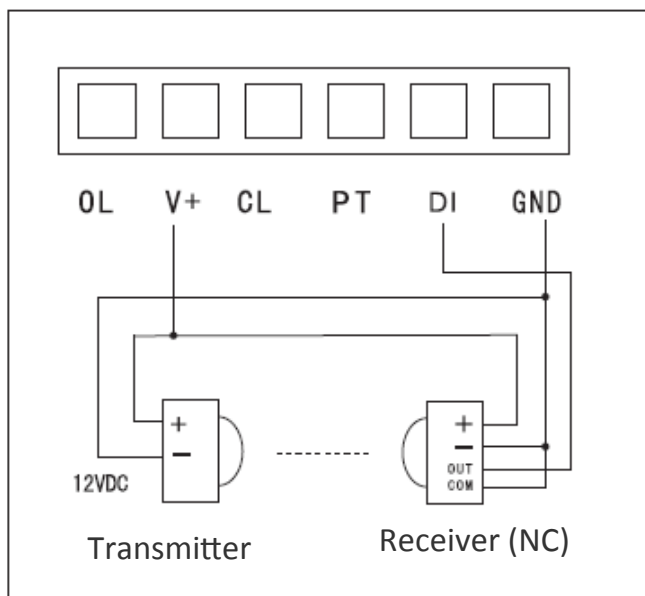 OL V+ CL PT DI GND
+ +
− −
OUT
12VDC COM
Transmitter Receiver (NC)